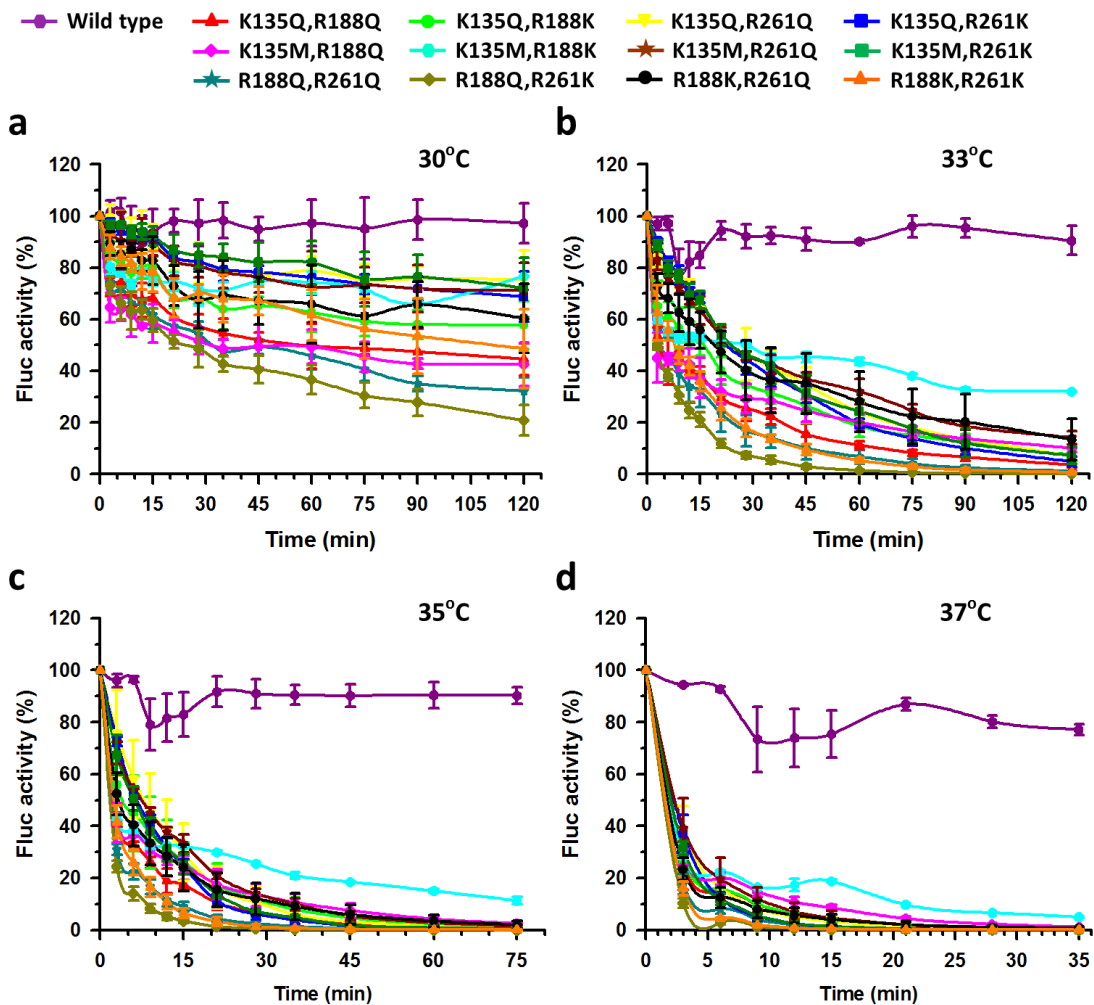 Wild type K135Q,R188Q K135Q,R188K K135Q,R261Q K135Q,R261K
K135M,R188Q K135M,R188K K135M,R261Q K135M,R261K
R188Q,R261Q R188Q,R261K R188K,R261Q R188K,R261K
a
30°C
120
100
80
60
40
20
0
Fluc activity (%)
0 15 30 45 60 75 90 105 120
Time (min)
b
33°C
120
100
80
60
40
20
0
Fluc activity (%)
0 15 30 45 60 75 90 105 120
Time (min)
c
35°C
120
100
80
60
40
20
0
Fluc activity (%)
0 15 30 45 60 75
Time (min)
d
37°C
120
100
80
60
40
20
0
Fluc activity (%)
0 5 10 15 20 25 30 35
Time (min)